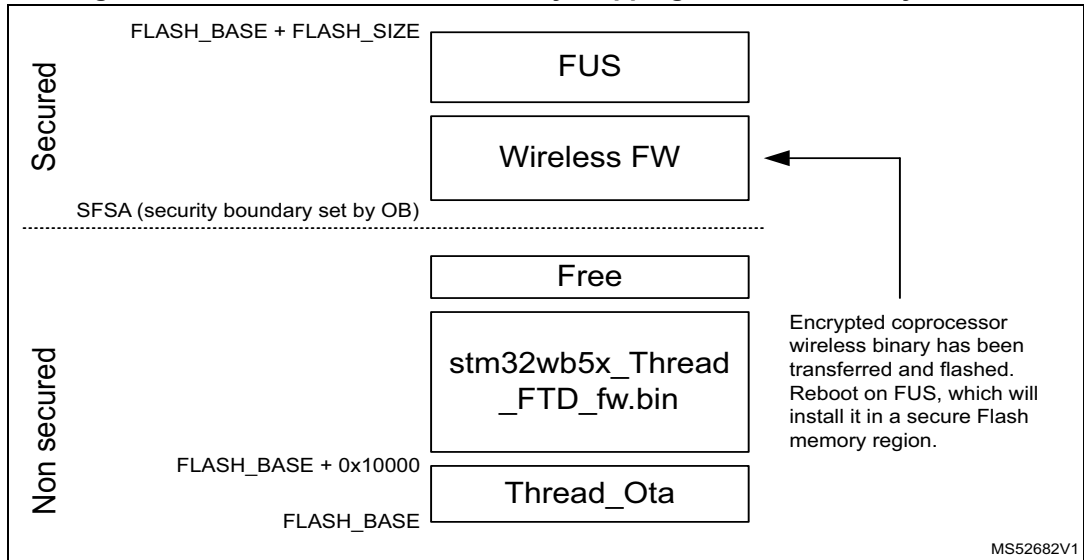 FLASH_BASE + FLASH_SIZE
FUS
Secured
Wireless FW
SFSA (security boundary set by OB)
Free
Encrypted coprocessor
wireless binary has been
transferred and flashed.
Reboot on FUS, which will
install it in a secure Flash
memory region.
stm32wb5x_Thread
_FTD_fw.bin
Non secured
FLASH_BASE + 0x10000
Thread_Ota
FLASH_BASE
MS52682V1